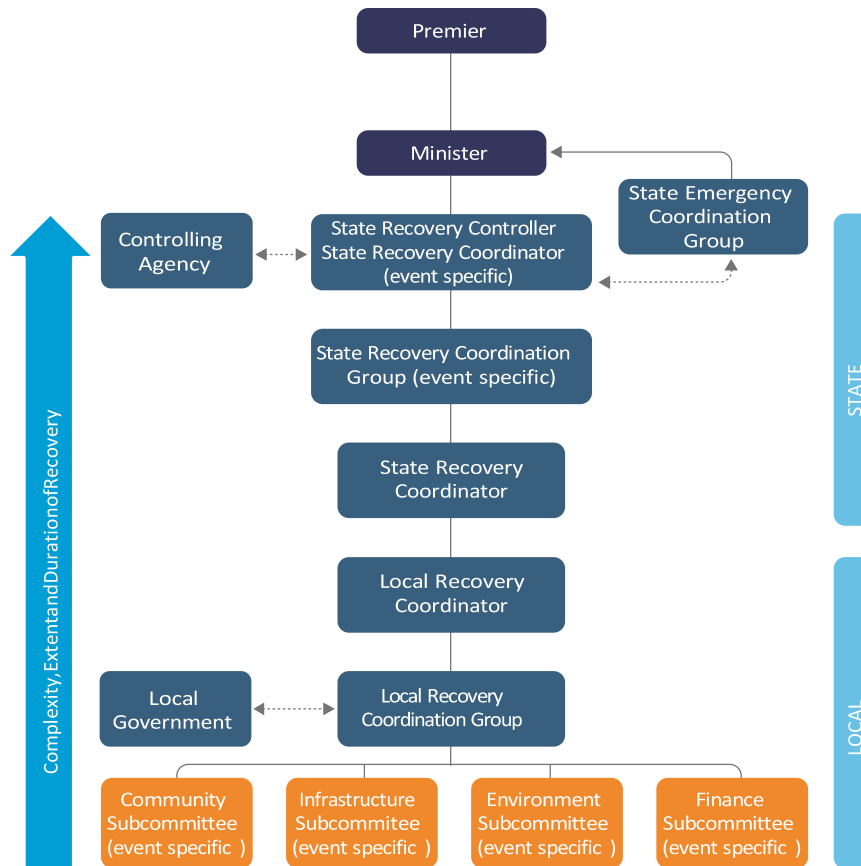 Premier
Minister
State Emergency
Coordination
Group
State Recovery Controller
State Recovery Coordinator
(event specific)
Controlling
Agency
State Recovery Coordination
Group (event specific)
State Recovery
Coordinator
Local Recovery
Coordinator
Local
Government
Local Recovery
Coordination Group
Community
Subcommittee
(event specific )
Infrastructure
Subcommitee
(event specific )
Environment
Subcommittee
(event specific )
Finance
Subcommittee
(event specific )
Complexity,ExtentandDurationofRecovery
STATE
LOCAL